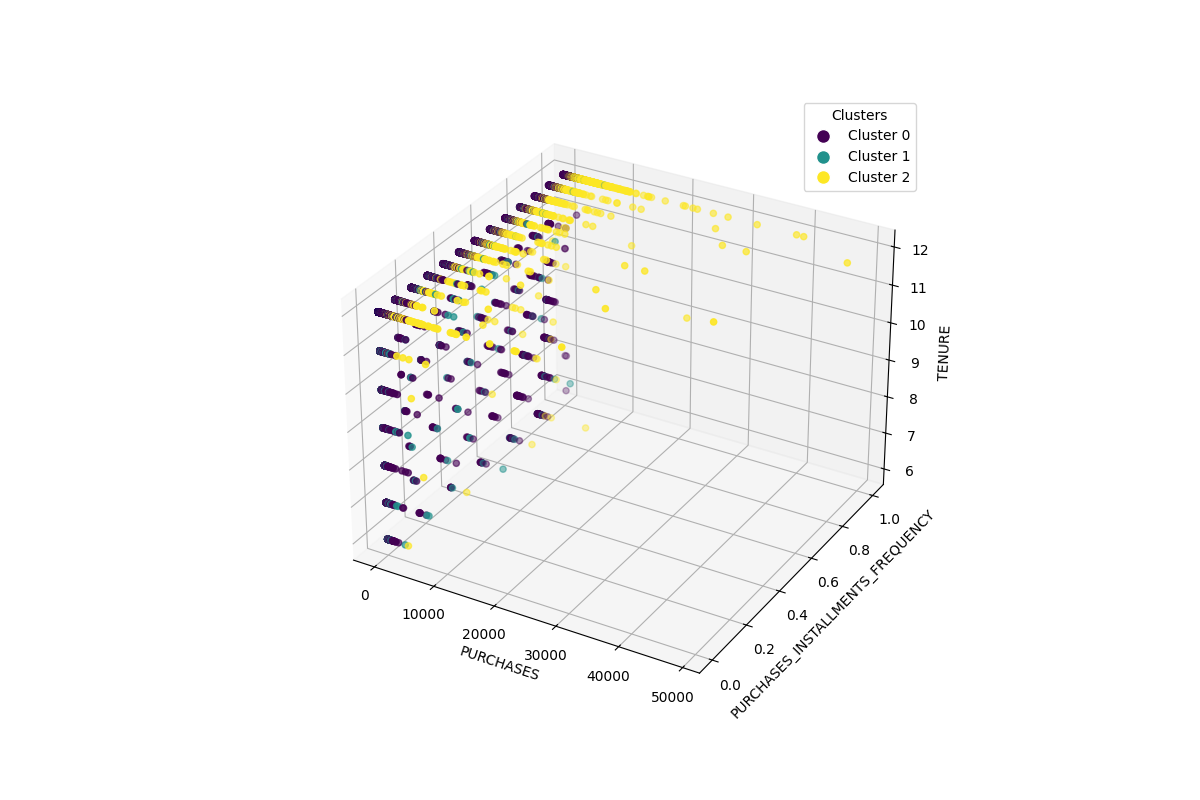 Clusters
Cluster 0
Cluster 1
Cluster 2
12
11
10
9
8
7
6
TENURE
1.0
0.8
0.6
0.4
0.2
0.0
PURCHASES_INSTALLMENTS_FREQUENCY
0
10000
20000
30000
40000
50000
PURCHASES